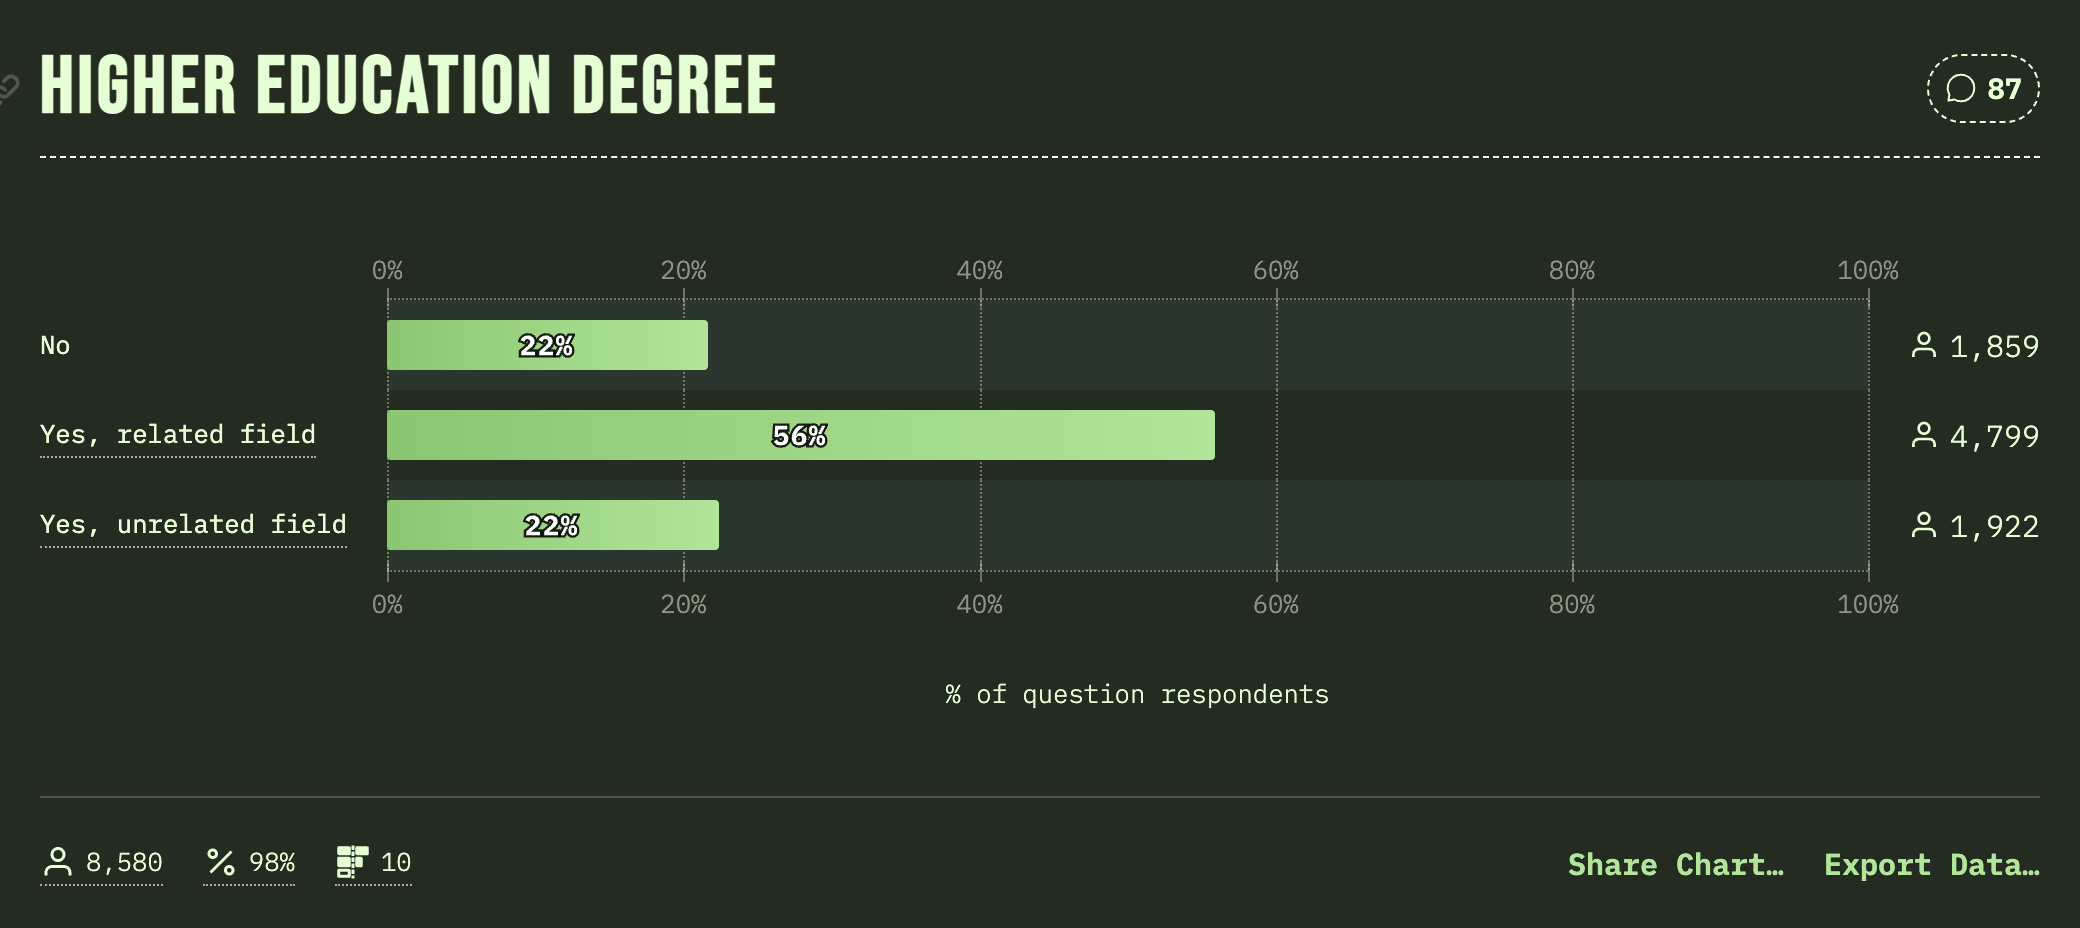 HIGHER EDUCATION DEGREE
87
0% 20% 40% 60% 80% 100%
No 22% 1,859
Yes, related field 56% 4,799
Yes, unrelated field 22% 1,922
0% 20% 40% 60% 80% 100%
% of question respondents
8,580 98% 10 Share Chart… Export Data…